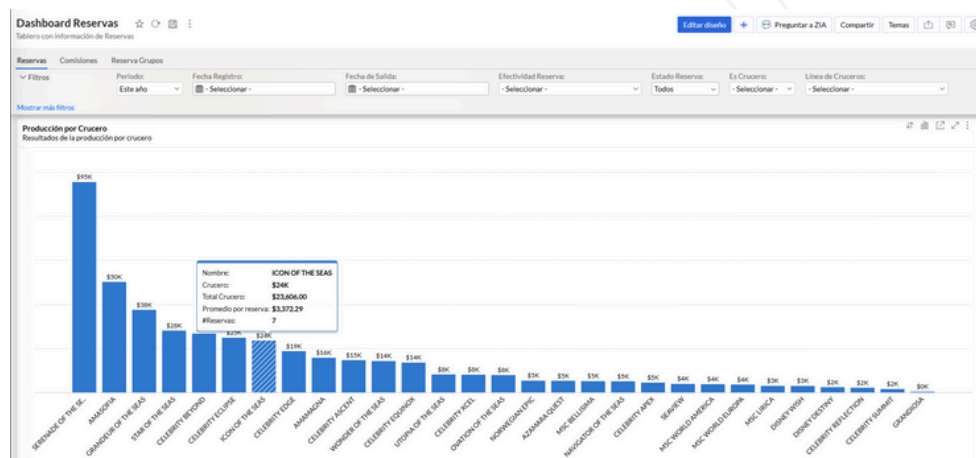 Dashboard Reservas
Editar diseño + Preguntar a ZIA Compartir Temas
Tablero con información de Reservas
Reservas Comisiones Reserva Grupos
Filtros
Periodo: Fecha Registro: Fecha de Salida: Efectividad Reserva: Estado Reserva: Es Crucero: Línea de Cruceros:
Este año - Seleccionar - - Seleccionar - - Seleccionar - Todos - Seleccionar - - Seleccionar -
Mostrar más filtros
Producción por Crucero
Resultados de la producción por crucero
$95K
$50K
$38K
$28K
Nombre: ICON OF THE SEAS
Crucero: $24K
Total Crucero: $23,606.00
Promedio por reserva: $3,372.29
#Reservas: 7
$25K
$24K
$19K
$16K
$15K
$14K
$14K
$8K
$8K
$8K
$5K
$5K
$5K
$5K
$5K
$4K
$4K
$4K
$3K
$3K
$2K
$2K
$2K
$0K
SERENADE OF THE SE...
AMASOFIA
GRANDEUR OF THE SEAS
STAR OF THE SEAS
CELEBRITY BEYOND
CELEBRITY ECLIPSE
ICON OF THE SEAS
CELEBRITY EDGE
AMAMAGNA
CELEBRITY ASCENT
WONDER OF THE SEAS
CELEBRITY EQUINOX
UTOPIA OF THE SEAS
CELEBRITY XCEL
OVATION OF THE SEAS
NORWEGIAN EPIC
AZAMARA QUEST
MSC BELLISIMA
NAVIGATOR OF THE SEAS
CELEBRITY APEX
SEAVIEW
MSC WORLD AMERICA
MSC WORLD EUROPA
MSC LIRICA
DISNEY WISH
DISNEY DESTINY
CELEBRITY REFLECTION
CELEBRITY SUMMIT
GRANDIOSA